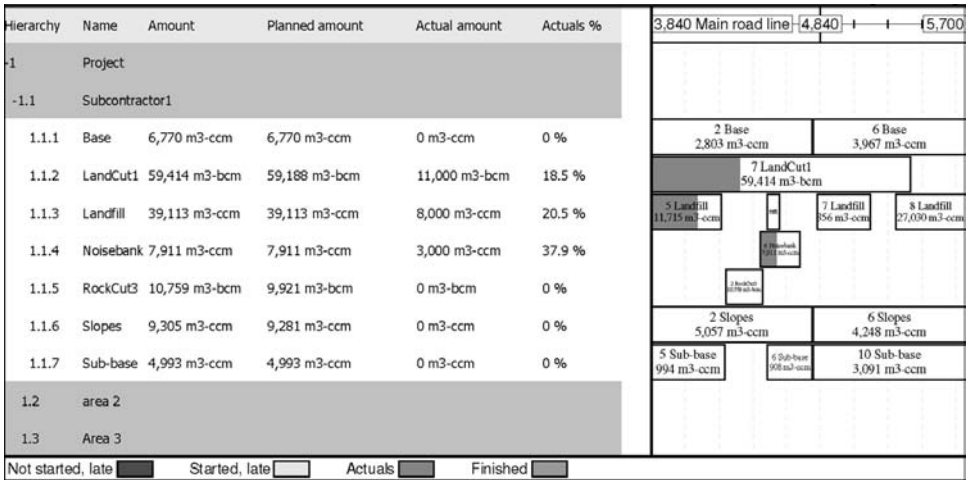 Hierarchy Name Amount Planned amount Actual amount Actuals %
3,840 Main road line 4,840 5,700
-1 Project
-1.1 Subcontractor1
1.1.1 Base 6,770 m3-ccm 6,770 m3-ccm 0 m3-ccm 0 %
2 Base 6 Base
2,803 m3-ccm 3,967 m3-ccm
1.1.2 LandCut1 59,414 m3-bcm 59,188 m3-bcm 11,000 m3-bcm 18.5 %
7 LandCut1
59,414 m3-bcm
1.1.3 Landfill 39,113 m3-ccm 39,113 m3-ccm 8,000 m3-ccm 20.5 %
5 Landfill 7 Landfill 8 Landfill
11,715 m3-ccm 356 m3-ccm 27,030 m3-ccm
1.1.4 Noisebank 7,911 m3-ccm 7,911 m3-ccm 3,000 m3-ccm 37.9 %
Noisebank
7,911 m3-ccm
1.1.5 RockCut3 10,759 m3-bcm 9,921 m3-bcm 0 m3-bcm 0 %
RockCut3
1.1.6 Slopes 9,305 m3-ccm 9,281 m3-ccm 0 m3-ccm 0 %
2 Slopes 6 Slopes
5,057 m3-ccm 4,248 m3-ccm
1.1.7 Sub-base 4,993 m3-ccm 4,993 m3-ccm 0 m3-ccm 0 %
5 Sub-base 6 Sub-base 10 Sub-base
994 m3-ccm 908 m3-ccm 3,091 m3-ccm
1.2 area 2
1.3 Area 3
Not started, late Started, late Actuals Finished